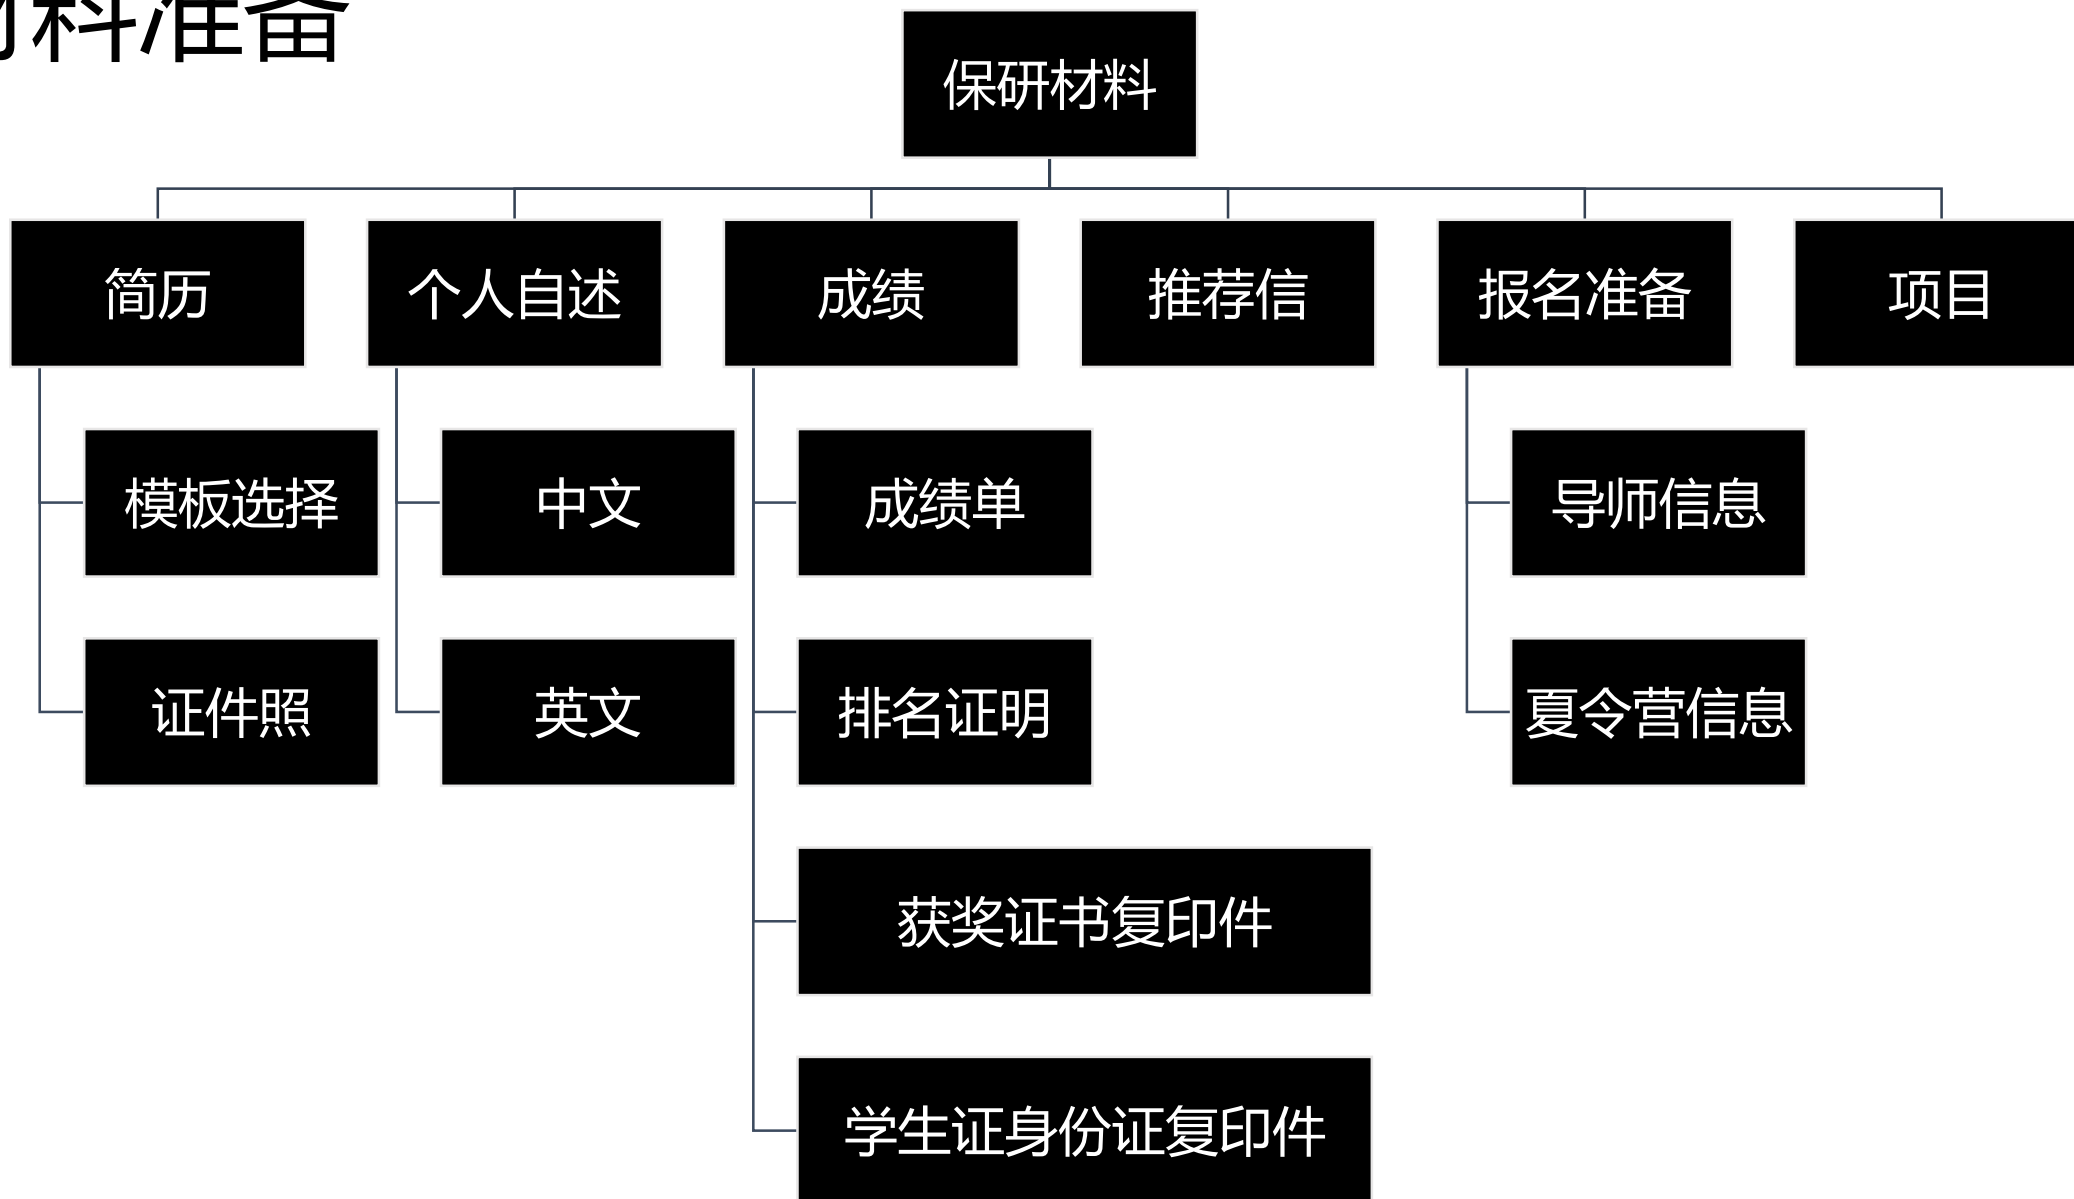 料准备
保研材料
简历
个人自述
成绩
推荐信
报名准备
项目
模板选择
中文
成绩单
导师信息
证件照
英文
排名证明
夏令营信息
获奖证书复印件
学生证身份证复印件